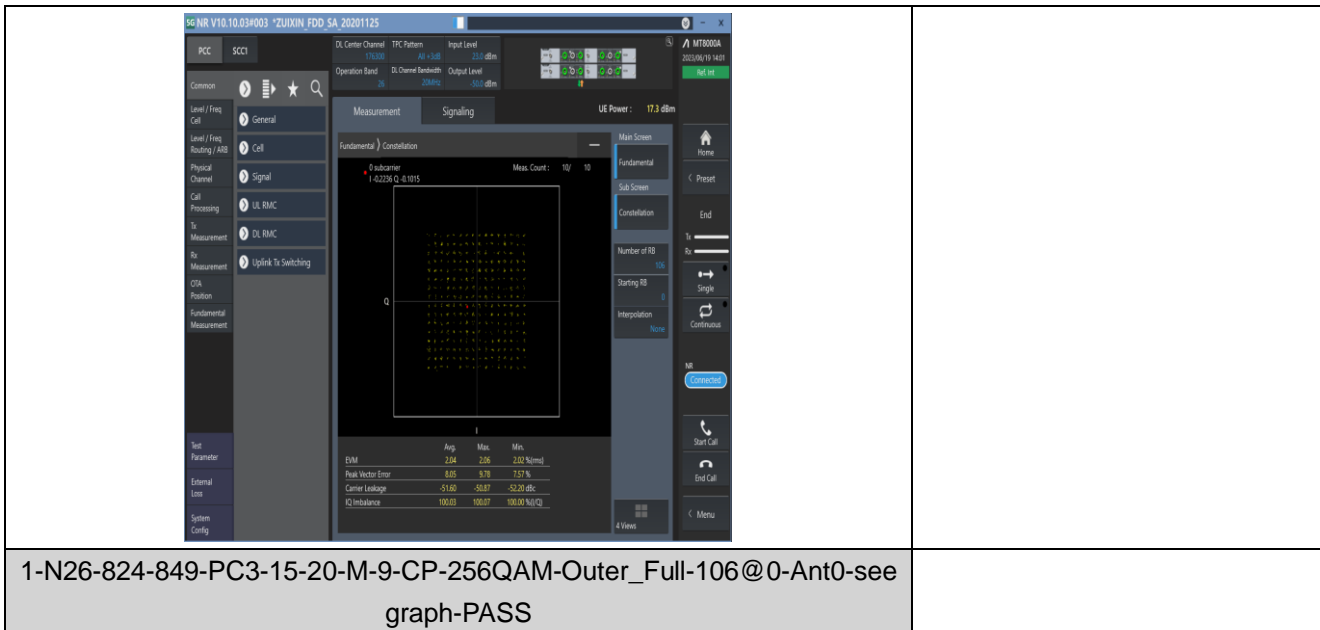 5G NR V10.10.03#003 *ZUIXIN_FDD_SA_20201125
PCC SCC1
DL Center Channel TPC Pattern Input Level
176300 All +3dB 23.0 dBm
Operation Band DL Channel Bandwidth Output Level
26 20MHz -50.0 dBm
MT8000A
2023/06/19 14:01
Ref. Int
Common
Level / Freq
Cell
Level / Freq
Routing / ARB
Physical
Channel
Call
Processing
Tx
Measurement
Rx
Measurement
OTA
Position
Fundamental
Measurement
Test
Parameter
External
Loss
System
Config
General
Cell
Signal
UL RMC
DL RMC
Uplink Tx Switching
Measurement Signaling
UE Power : 17.3 dBm
Fundamental ) Constellation
0 subcarrier Meas. Count : 10/ 10
I -0.2236 Q -0.1015
Q
I
Avg. Max. Min.
EVM 2.04 2.06 2.02 %(rms)
Peak Vector Error 8.05 9.78 7.57 %
Carrier Leakage -51.60 -50.87 -52.20 dBc
IQ Imbalance 100.03 100.07 100.00 %(I/Q)
Main Screen
Fundamental
Sub Screen
Constellation
Number of RB
106
Starting RB
0
Interpolation
None
4 Views
Home
Preset
End
Tx
Rx
Single
Continuous
NR
Connected
Start Call
End Call
Menu
1-N26-824-849-PC3-15-20-M-9-CP-256QAM-Outer_Full-106@0-Ant0-see
graph-PASS